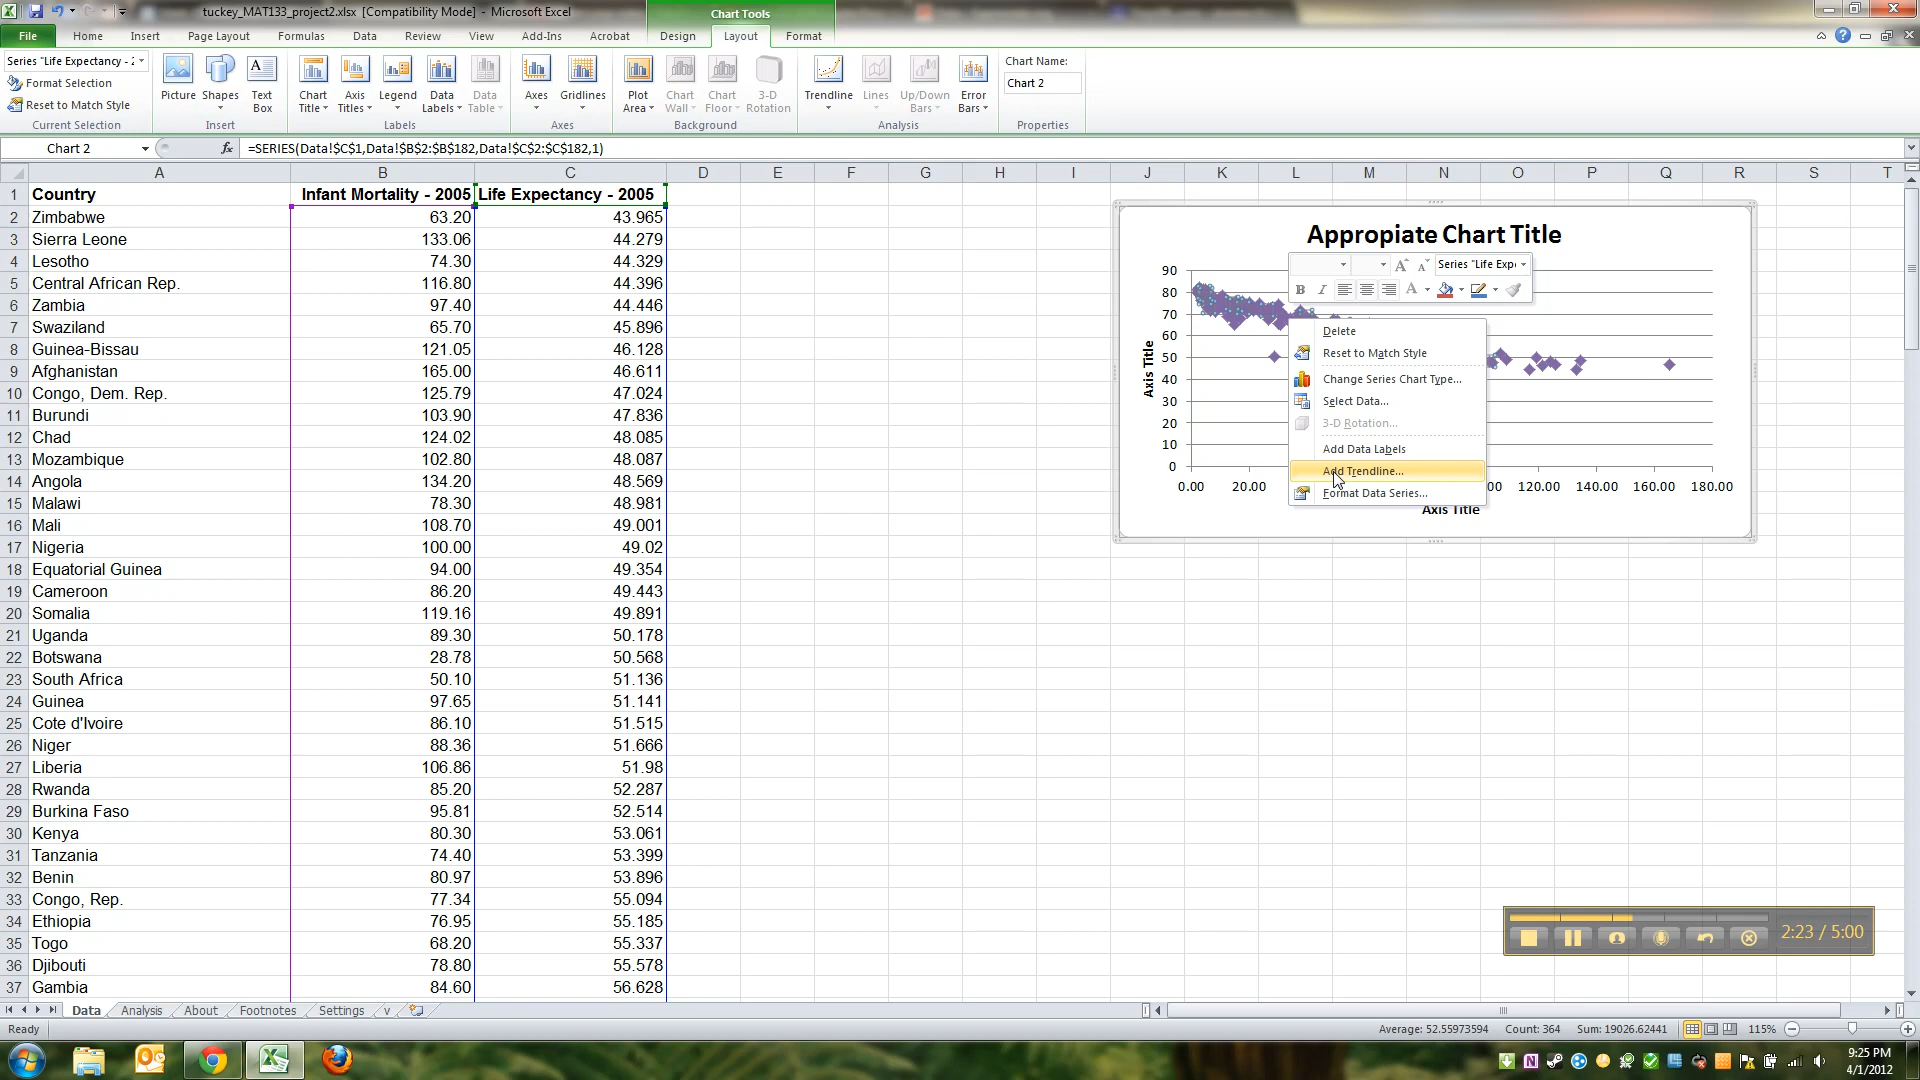 tuckey_MAT133_project2.xlsx [Compatibility Mode] - Microsoft Excel
Chart Tools
File Home Insert Page Layout Formulas Data Review View Add-Ins Acrobat Design Layout Format
Series "Life Expectancy - 2
Format Selection
Reset to Match Style
Current Selection
Picture Shapes Text Box
Insert
Chart Title Axis Titles Legend Data Labels Data Table
Labels
Axes Gridlines
Axes
Plot Area Chart Wall Chart Floor 3-D Rotation
Background
Trendline Lines Up/Down Bars Error Bars
Analysis
Chart Name:
Chart 2
Properties
Chart 2 fx =SERIES(Data!$C$1,Data!$B$2:$B$182,Data!$C$2:$C$182,1)
A B C D E F G H I J K L M N O P Q R S T
1 Country Infant Mortality - 2005 Life Expectancy - 2005
2 Zimbabwe 63.20 43.965
3 Sierra Leone 133.06 44.279
4 Lesotho 74.30 44.329
5 Central African Rep. 116.80 44.396
6 Zambia 97.40 44.446
7 Swaziland 65.70 45.896
8 Guinea-Bissau 121.05 46.128
9 Afghanistan 165.00 46.611
10 Congo, Dem. Rep. 125.79 47.024
11 Burundi 103.90 47.836
12 Chad 124.02 48.085
13 Mozambique 102.80 48.087
14 Angola 134.20 48.569
15 Malawi 78.30 48.981
16 Mali 108.70 49.001
17 Nigeria 100.00 49.02
18 Equatorial Guinea 94.00 49.354
19 Cameroon 86.20 49.443
20 Somalia 119.16 49.891
21 Uganda 89.30 50.178
22 Botswana 28.78 50.568
23 South Africa 50.10 51.136
24 Guinea 97.65 51.141
25 Cote d'Ivoire 86.10 51.515
26 Niger 88.36 51.666
27 Liberia 106.86 51.98
28 Rwanda 85.20 52.287
29 Burkina Faso 95.81 52.514
30 Kenya 80.30 53.061
31 Tanzania 74.40 53.399
32 Benin 80.97 53.896
33 Congo, Rep. 77.34 55.094
34 Ethiopia 76.95 55.185
35 Togo 68.20 55.337
36 Djibouti 78.80 55.578
37 Gambia 84.60 56.628
Appropiate Chart Title
Series "Life Exp
B I A
90
80
70
60
50
40
30
20
10
0
Axis Title
0.00 20.00 00 120.00 140.00 160.00 180.00
Axis Title
Delete
Reset to Match Style
Change Series Chart Type...
Select Data...
3-D Rotation...
Add Data Labels
Add Trendline...
Format Data Series...
2:23 / 5:00
Data Analysis About Footnotes Settings v
Ready Average: 52.55973594 Count: 364 Sum: 19026.62441 115%
9:25 PM
4/1/2012